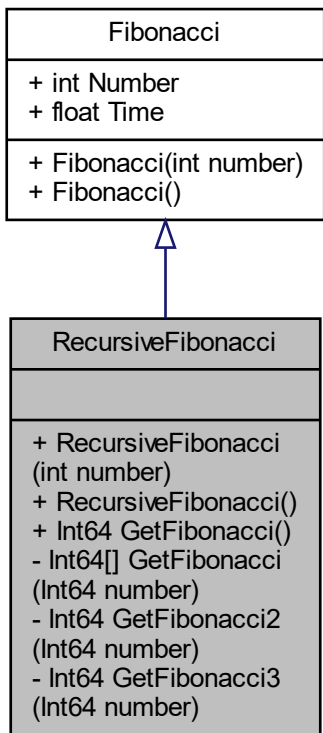 Fibonacci
+ int Number
+ float Time
+ Fibonacci(int number)
+ Fibonacci()
RecursiveFibonacci
+ RecursiveFibonacci
(int number)
+ RecursiveFibonacci()
+ Int64 GetFibonacci()
- Int64[] GetFibonacci
(Int64 number)
- Int64 GetFibonacci2
(Int64 number)
- Int64 GetFibonacci3
(Int64 number)